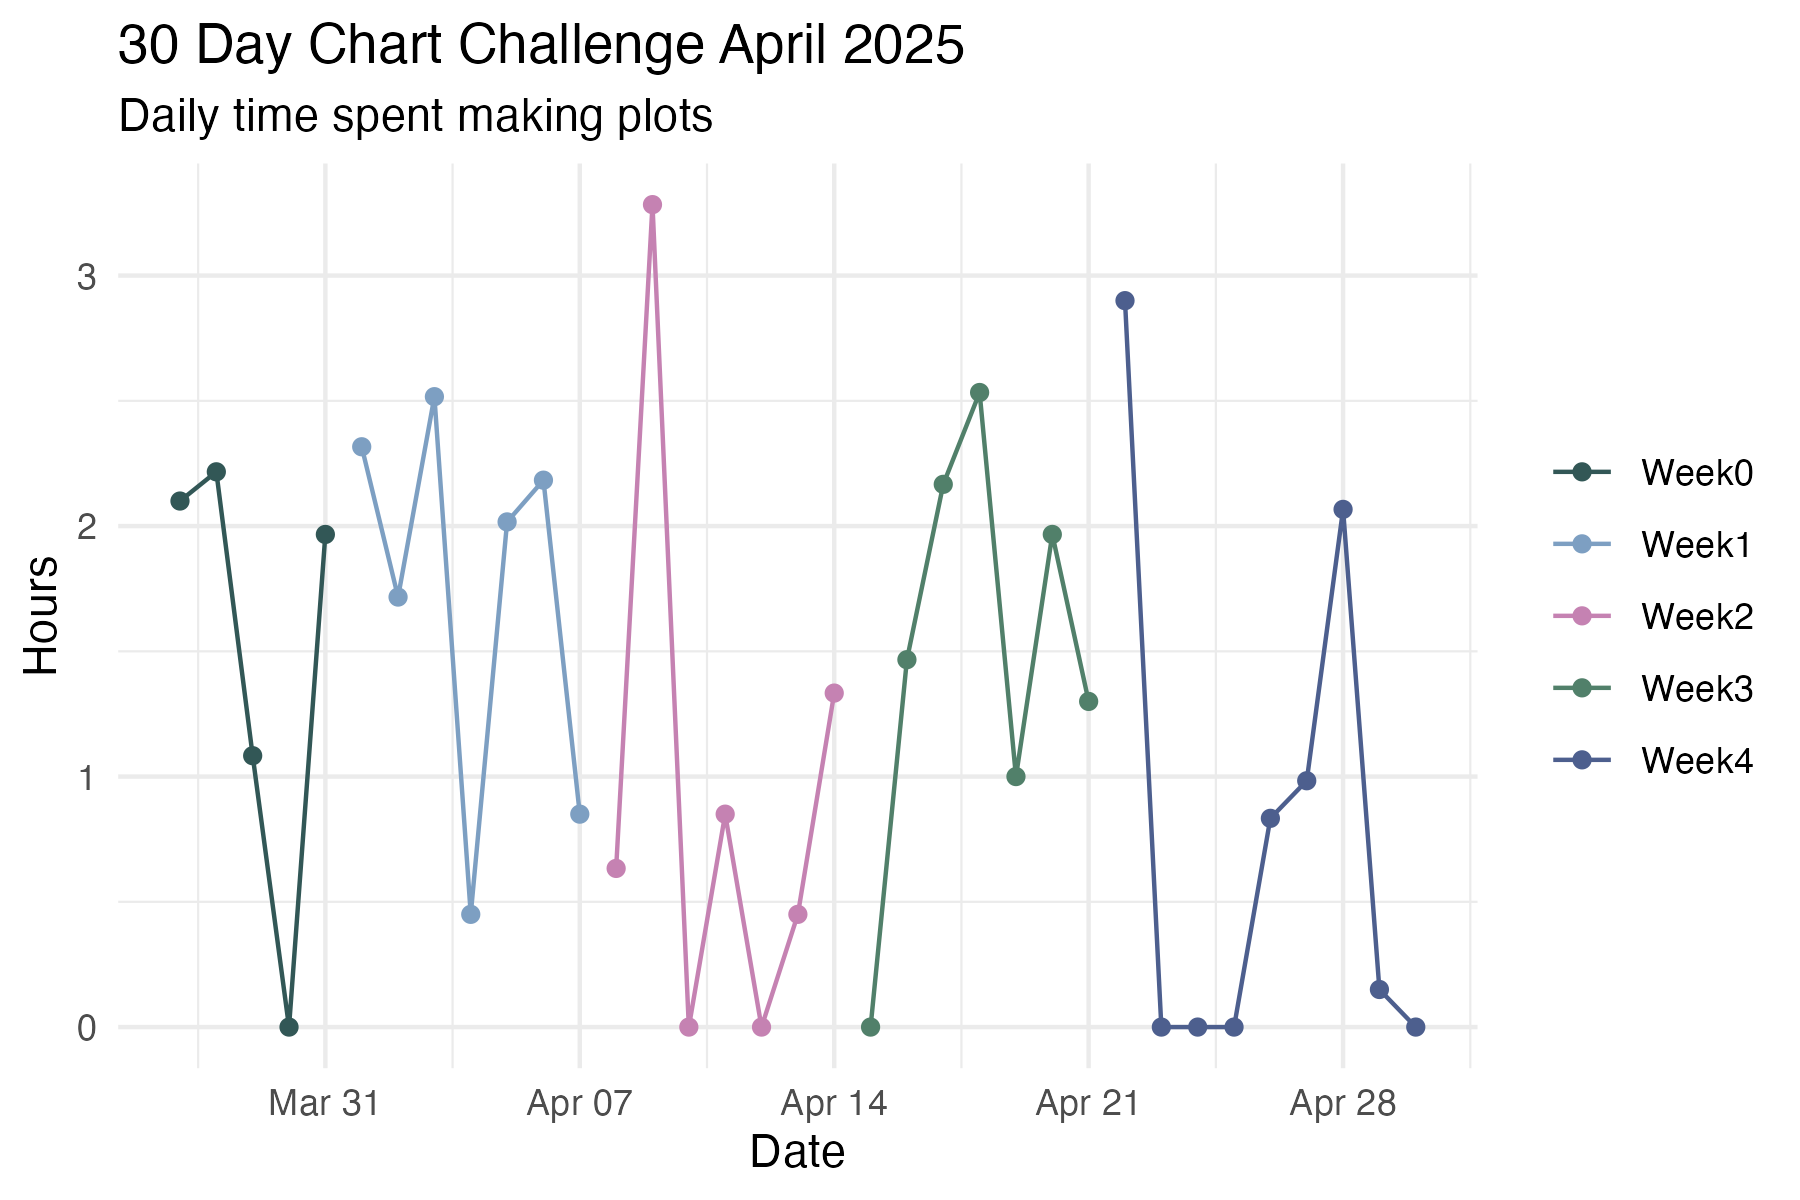 30 Day Chart Challenge April 2025
Daily time spent making plots
Hours
3
2
1
0
Mar 31
Apr 07
Apr 14
Apr 21
Apr 28
Date
Week0
Week1
Week2
Week3
Week4